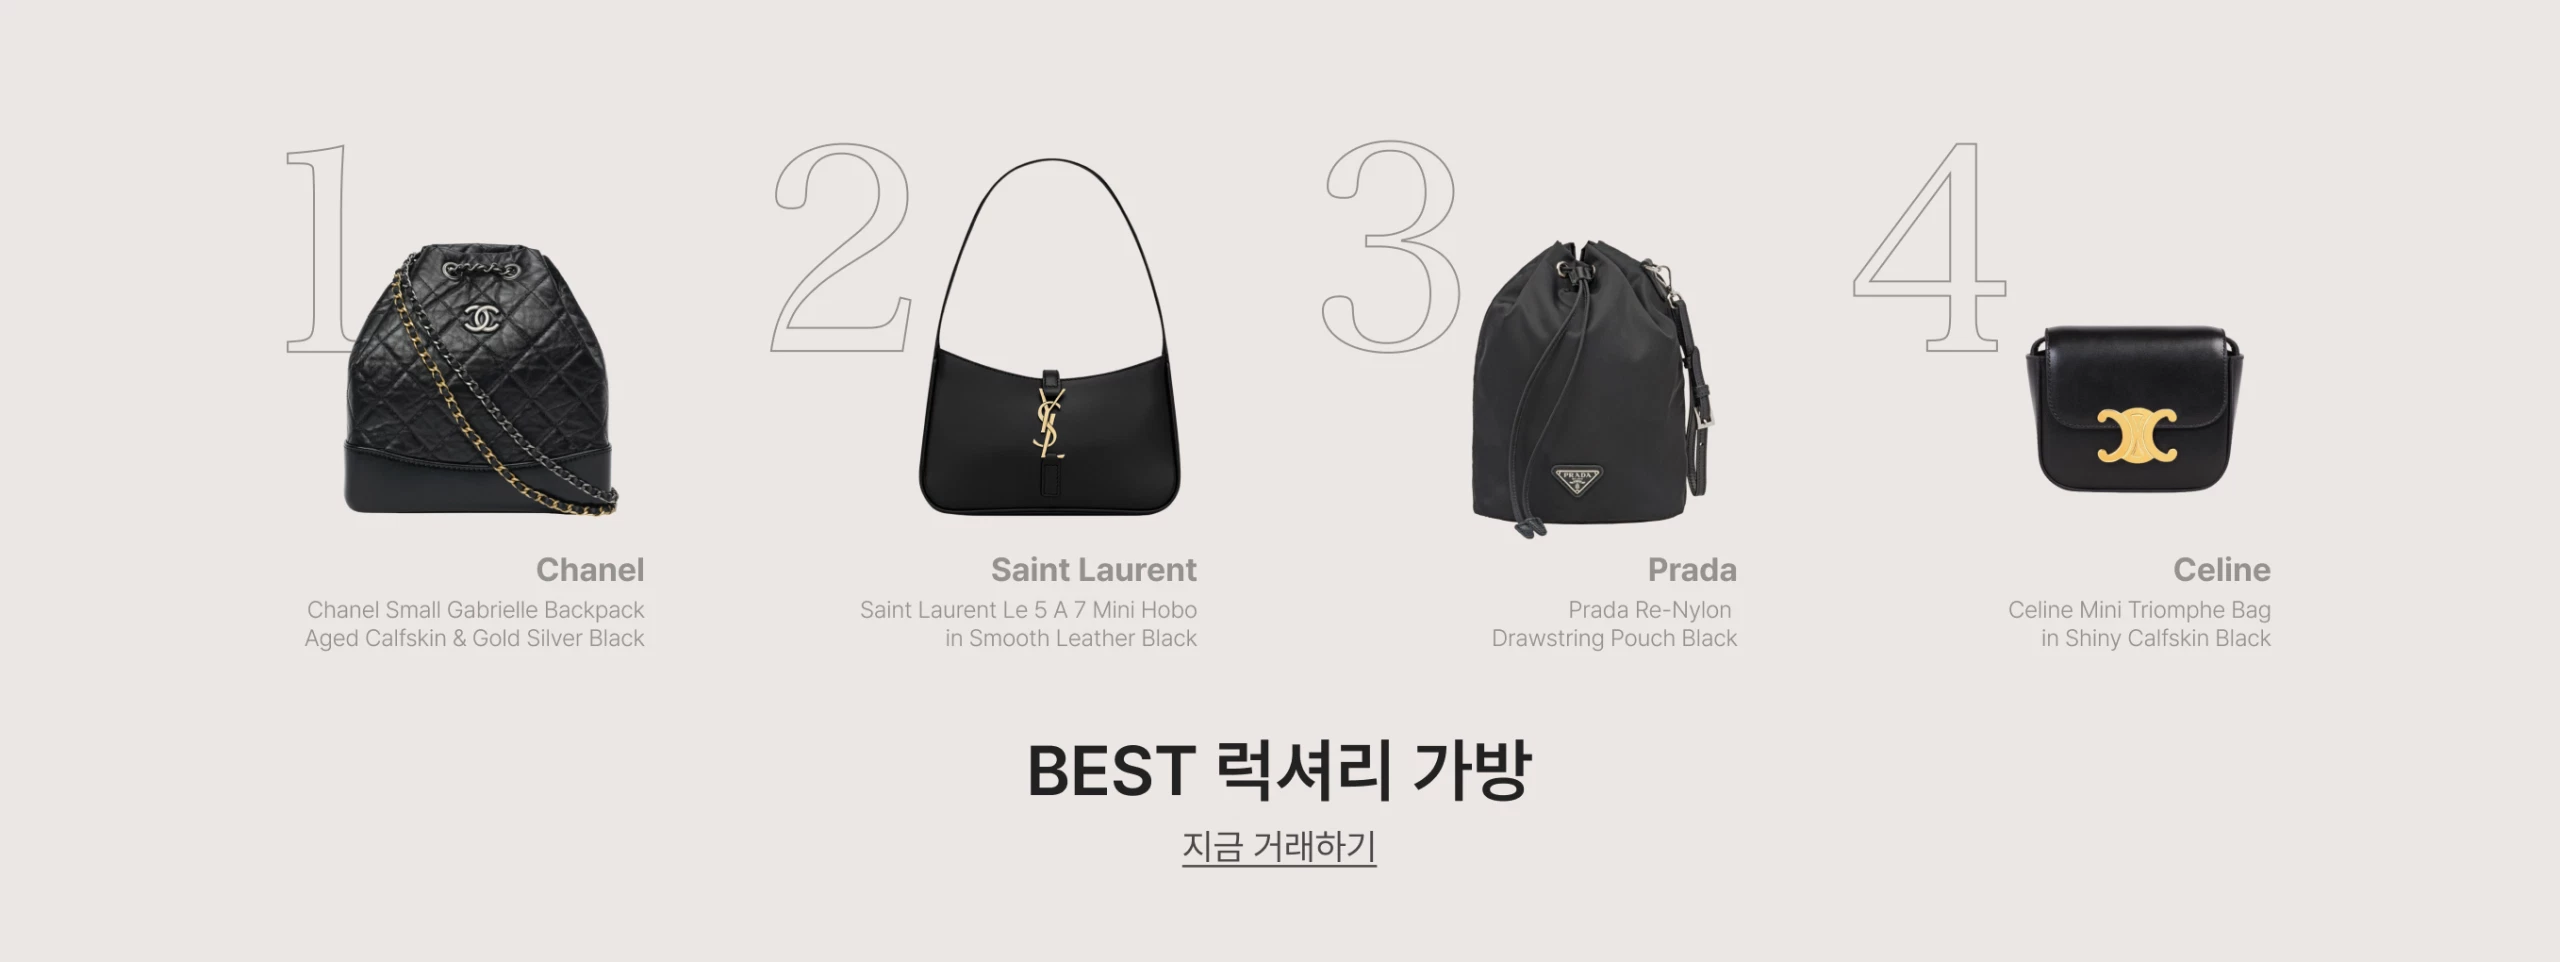 1
2
3
4
PRADA
Chanel
Chanel Small Gabrielle Backpack
Aged Calfskin & Gold Silver Black
Saint Laurent
Saint Laurent Le 5 A 7 Mini Hobo
in Smooth Leather Black
Prada
Prada Re-Nylon
Drawstring Pouch Black
Celine
Celine Mini Triomphe Bag
in Shiny Calfskin Black
BEST 럭셔리 가방
지금 거래하기